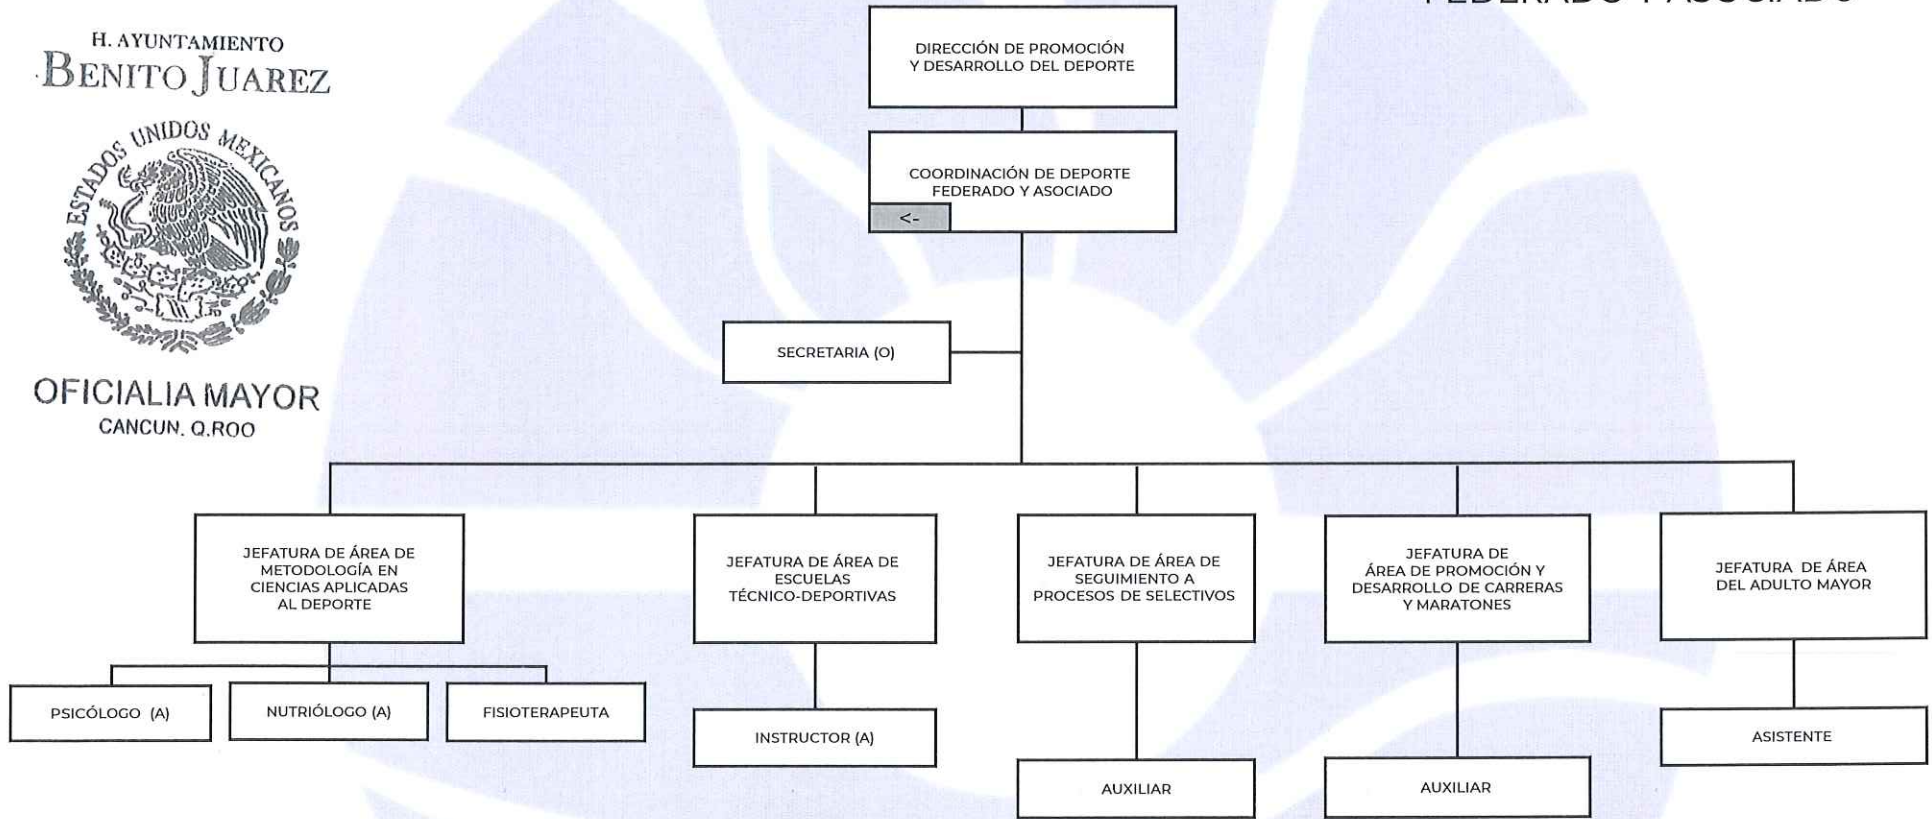 FEDERADO Y ASOCIADO
H. AYUNTAMIENTO
BENITO JUAREZ
ESTADOS UNIDOS MEXICANOS
OFICIALIA MAYOR
CANCUN, Q.ROO
DIRECCIÓN DE PROMOCIÓN
Y DESARROLLO DEL DEPORTE
COORDINACIÓN DE DEPORTE
FEDERADO Y ASOCIADO
<-
SECRETARIA (O)
JEFATURA DE ÁREA DE
METODOLOGÍA EN
CIENCIAS APLICADAS
AL DEPORTE
JEFATURA DE ÁREA DE
ESCUELAS
TÉCNICO-DEPORTIVAS
JEFATURA DE ÁREA DE
SEGUIMIENTO A
PROCESOS DE SELECTIVOS
JEFATURA DE
ÁREA DE PROMOCIÓN Y
DESARROLLO DE CARRERAS
Y MARATONES
JEFATURA DE ÁREA
DEL ADULTO MAYOR
PSICÓLOGO (A)
NUTRIÓLOGO (A)
FISIOTERAPEUTA
INSTRUCTOR (A)
AUXILIAR
AUXILIAR
ASISTENTE